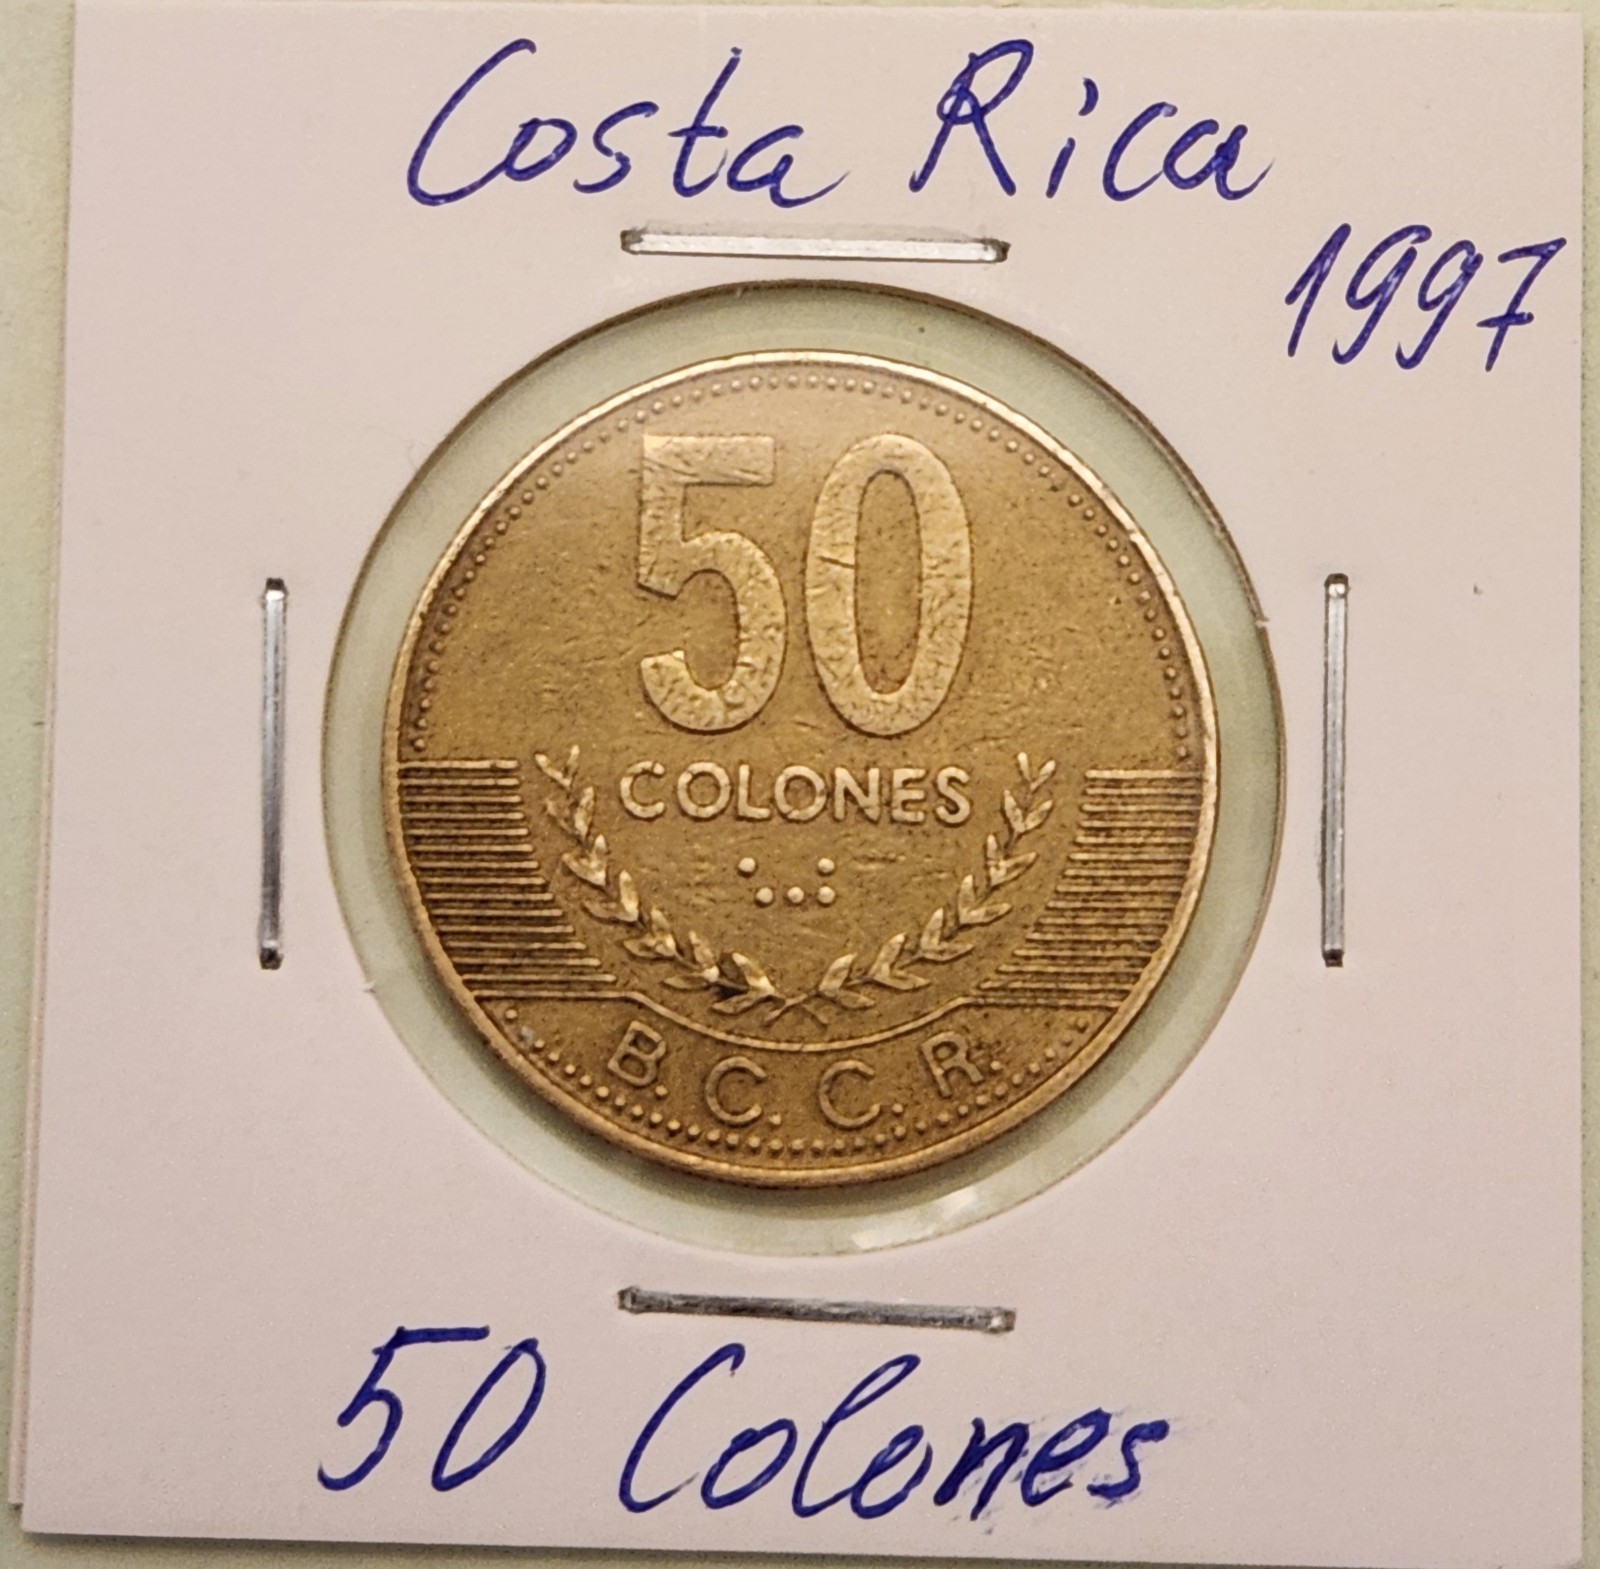 Costa Rica
1997
50
COLONES
B. C. C. R.
50 Colones